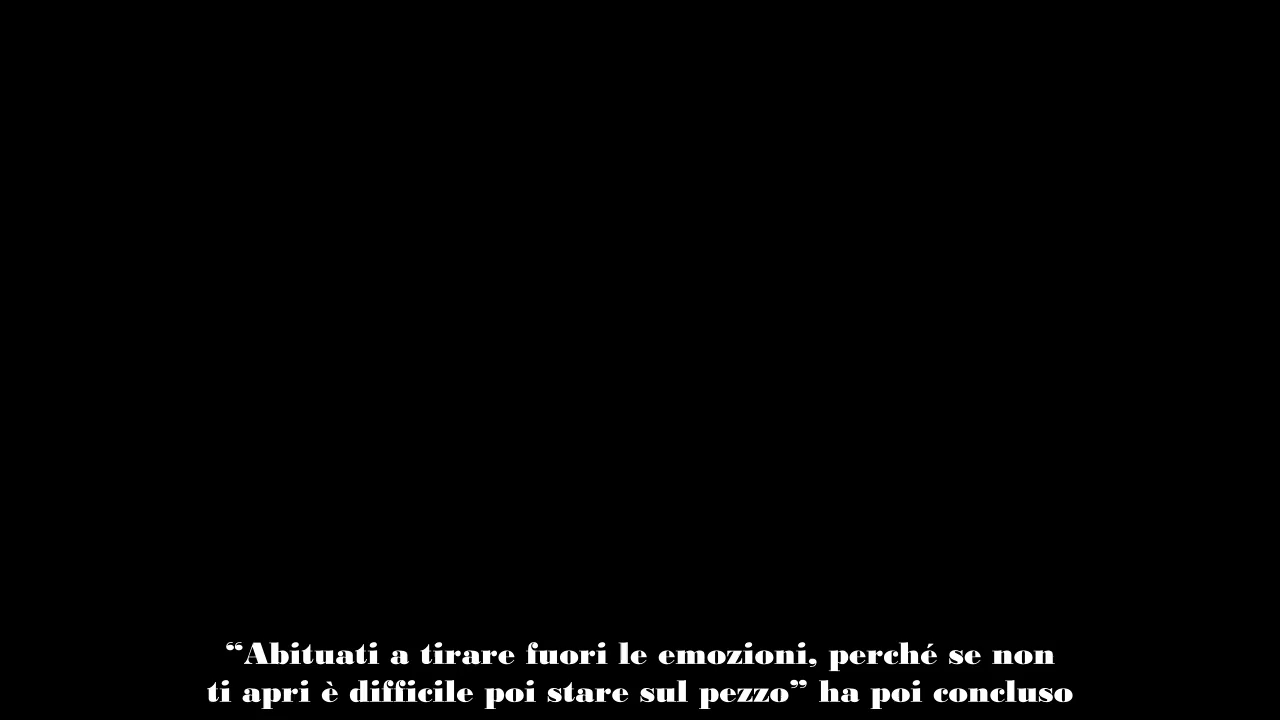 “Abituati a tirare fuori le emozioni, perché se non
ti apri è difficile poi stare sul pezzo” ha poi concluso